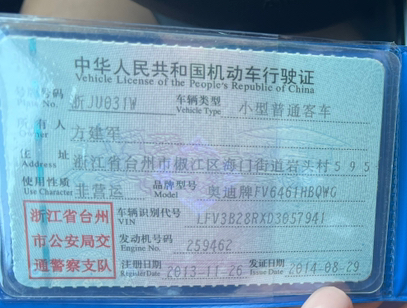 中华人民共和国机动车行驶证
Vehicle License of the People's Republic of China
号牌号码 浙JU031W 车辆类型 小型普通客车
Plate No. Vehicle Type
所有人 方建军
Owner
住址 浙江省台州市椒江区海门街道岩头村595
Address
使用性质 非营运 品牌型号 奥迪牌FV6461HBQWG
Use Character Model
浙江省台州
市公安局交
通警察支队
车辆识别代号 LFV3B28RXD3057941
VIN
发动机号码 259462
Engine No.
注册日期 2013-11-26 发证日期 2014-08-29
Register Date Issue Date